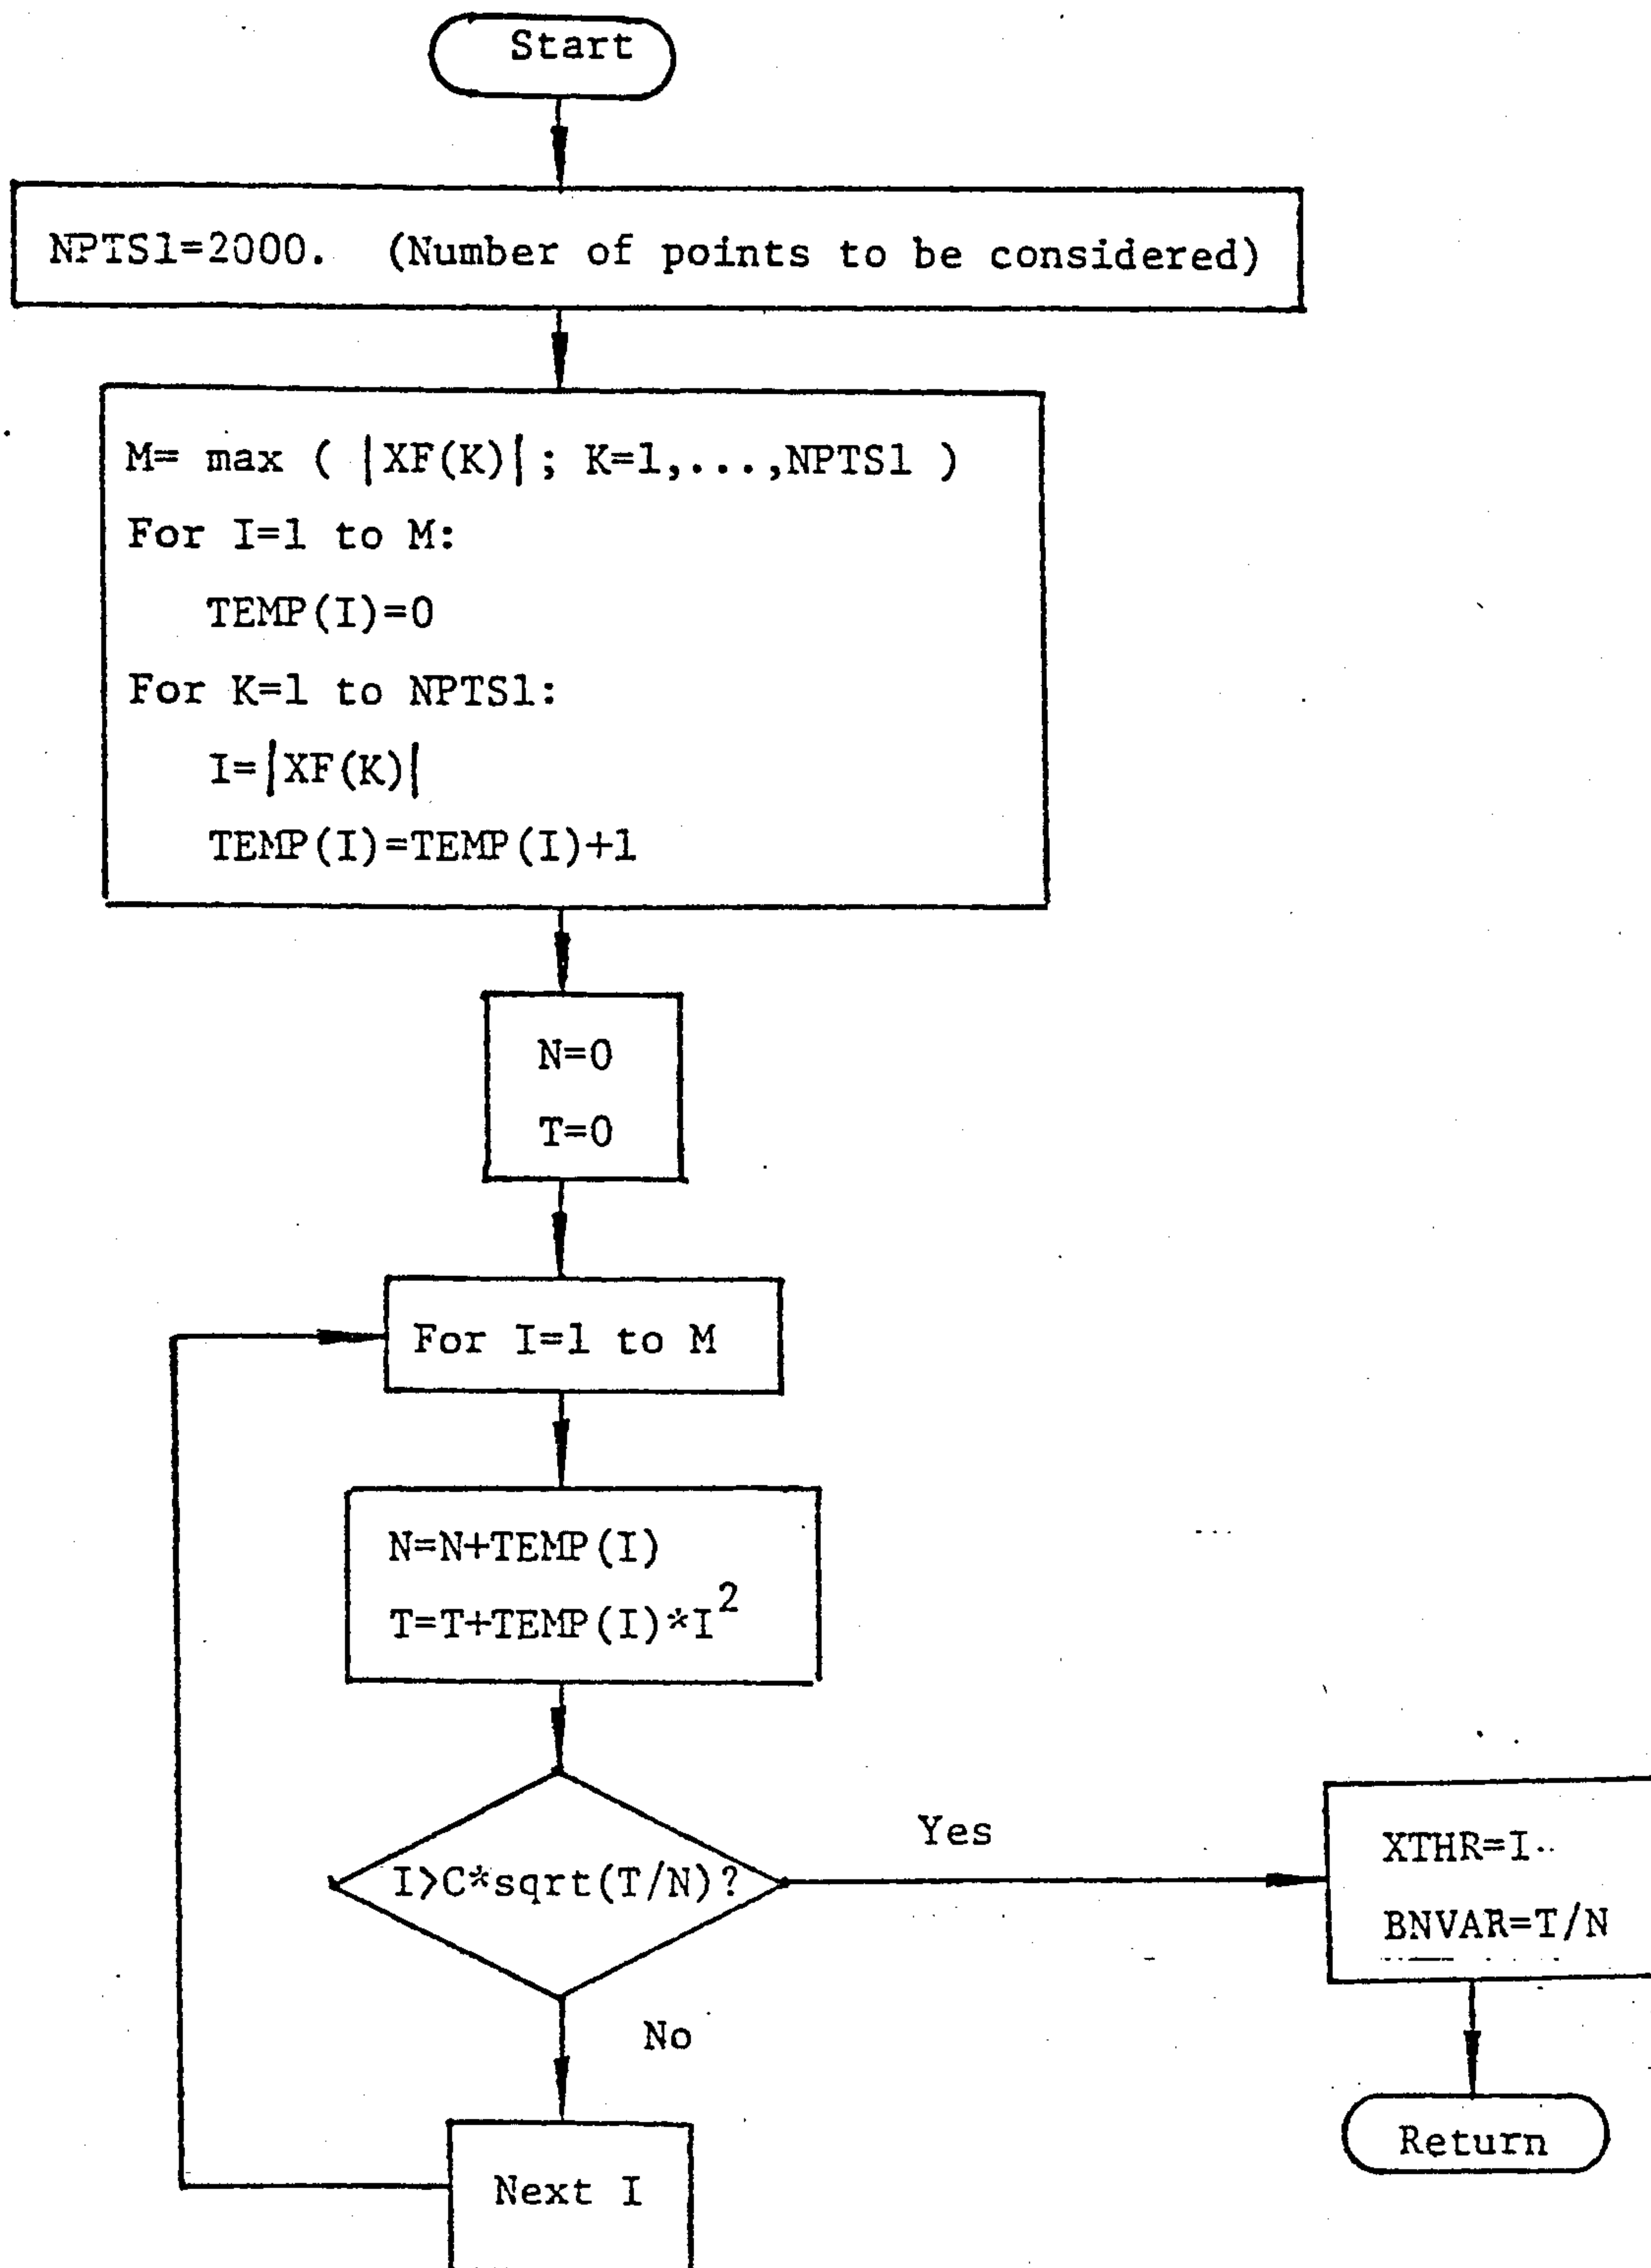 Start
NPTS1=2000. (Number of points to be considered)
M= max ( |XF(K)| ; K=1,...,NPTS1 )
For I=1 to M:
TEMP(I)=0
For K=1 to NPTS1:
I=|XF(K)|
TEMP(I)=TEMP(I)+1
N=0
T=0
For I=1 to M
N=N+TEMP(I)
T=T+TEMP(I)*I²
I>C*sqrt(T/N)?
Yes
XTHR=I
BNVAR=T/N
No
Return
Next I